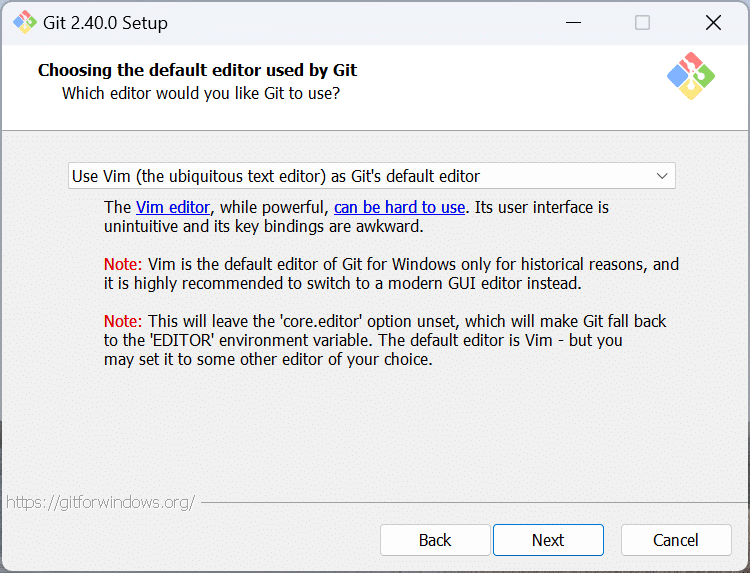 Git 2.40.0 Setup
Choosing the default editor used by Git
Which editor would you like Git to use?
Use Vim (the ubiquitous text editor) as Git's default editor
The Vim editor, while powerful, can be hard to use. Its user interface is
unintuitive and its key bindings are awkward.
Note: Vim is the default editor of Git for Windows only for historical reasons, and
it is highly recommended to switch to a modern GUI editor instead.
Note: This will leave the 'core.editor' option unset, which will make Git fall back
to the 'EDITOR' environment variable. The default editor is Vim - but you
may set it to some other editor of your choice.
https://gitforwindows.org/
Back
Next
Cancel